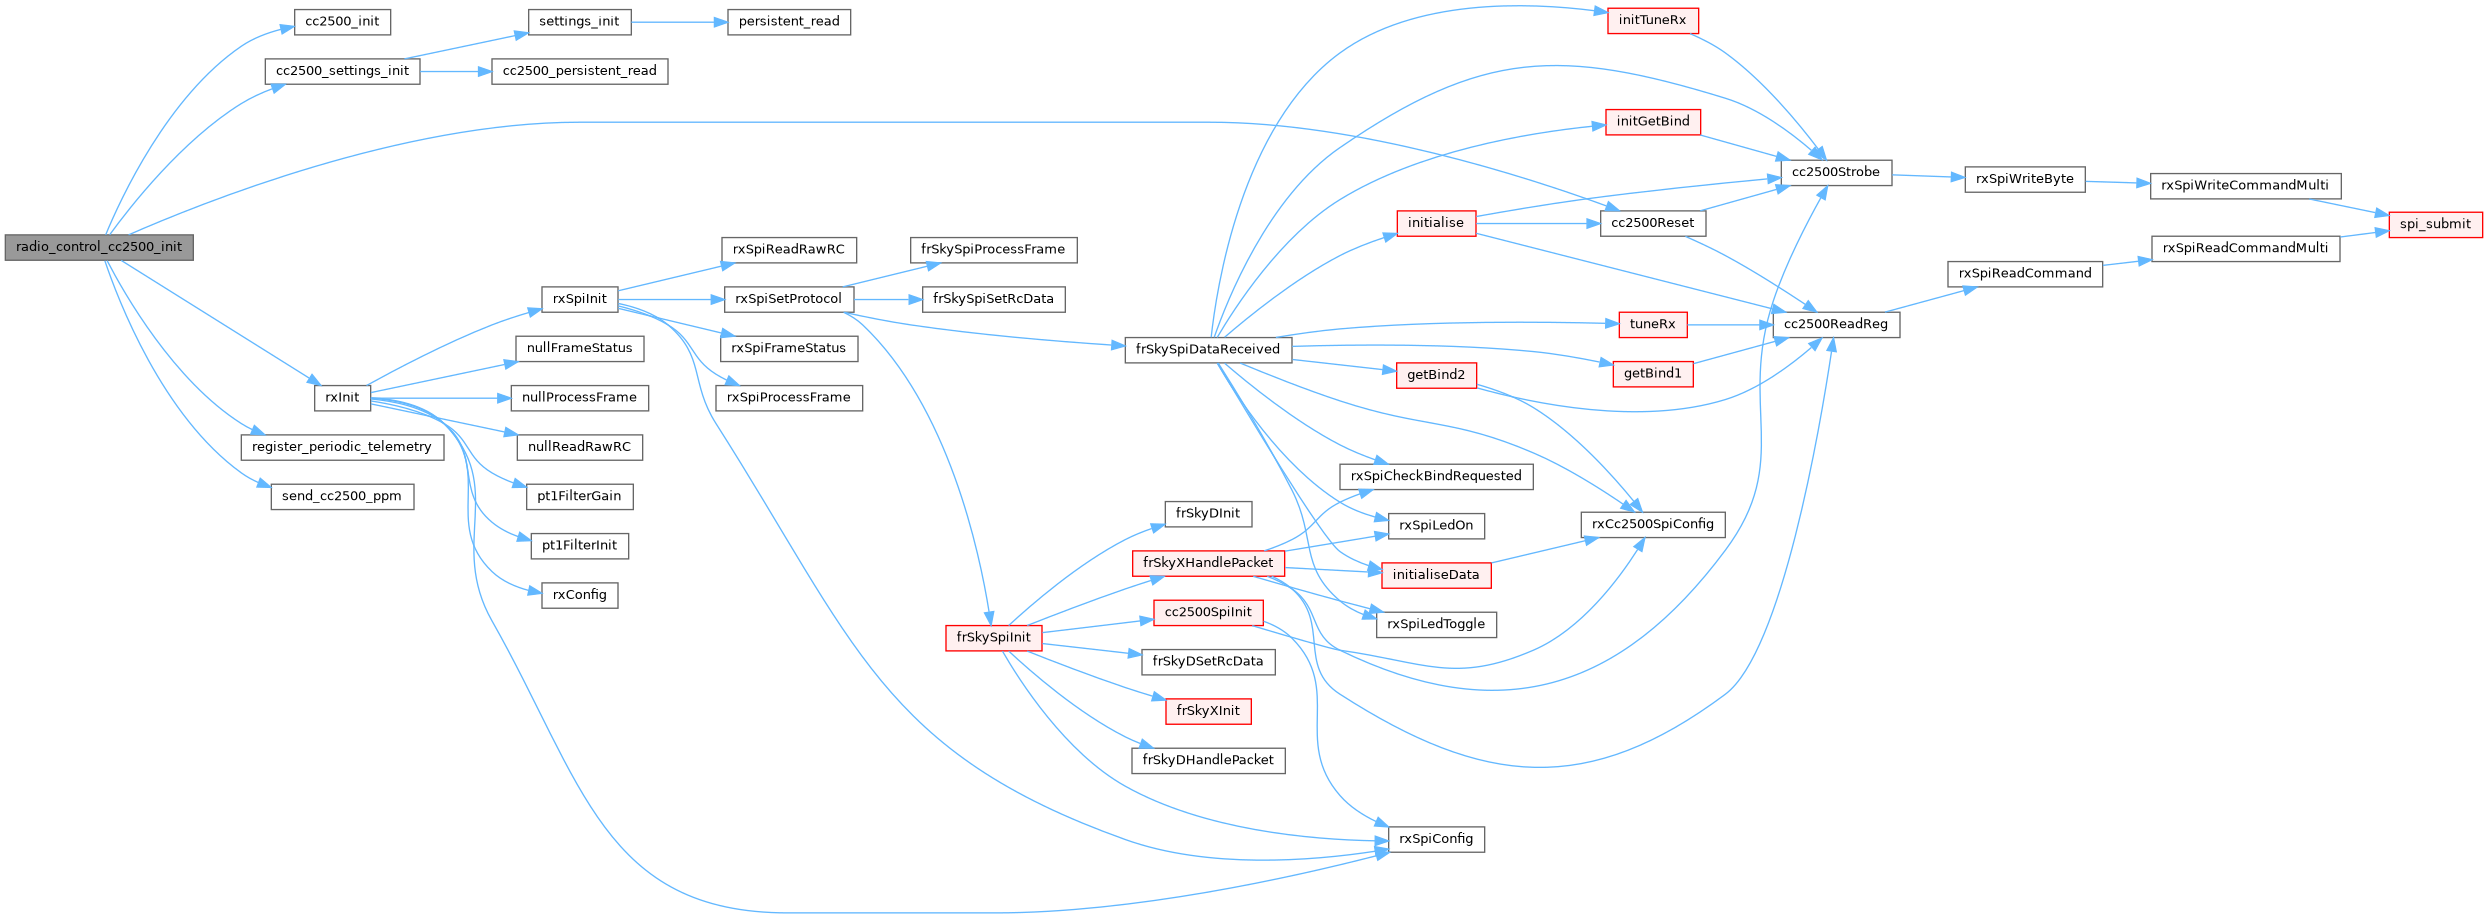 radio_control_cc2500_init
cc2500_init
cc2500_settings_init
settings_init
persistent_read
cc2500_persistent_read
rxInit
register_periodic_telemetry
send_cc2500_ppm
rxSpiInit
nullFrameStatus
nullProcessFrame
nullReadRawRC
pt1FilterGain
pt1FilterInit
rxConfig
rxSpiReadRawRC
rxSpiSetProtocol
rxSpiFrameStatus
rxSpiProcessFrame
frSkySpiProcessFrame
frSkySpiSetRcData
frSkySpiDataReceived
frSkySpiInit
frSkyDInit
frSkyXHandlePacket
cc2500SpiInit
frSkyDSetRcData
frSkyXInit
frSkyDHandlePacket
initialise
getBind2
rxSpiCheckBindRequested
rxSpiLedOn
initialiseData
rxSpiLedToggle
rxSpiConfig
initTuneRx
initGetBind
cc2500Reset
tuneRx
getBind1
rxCc2500SpiConfig
cc2500Strobe
cc2500ReadReg
rxSpiWriteByte
rxSpiReadCommand
rxSpiWriteCommandMulti
rxSpiReadCommandMulti
spi_submit